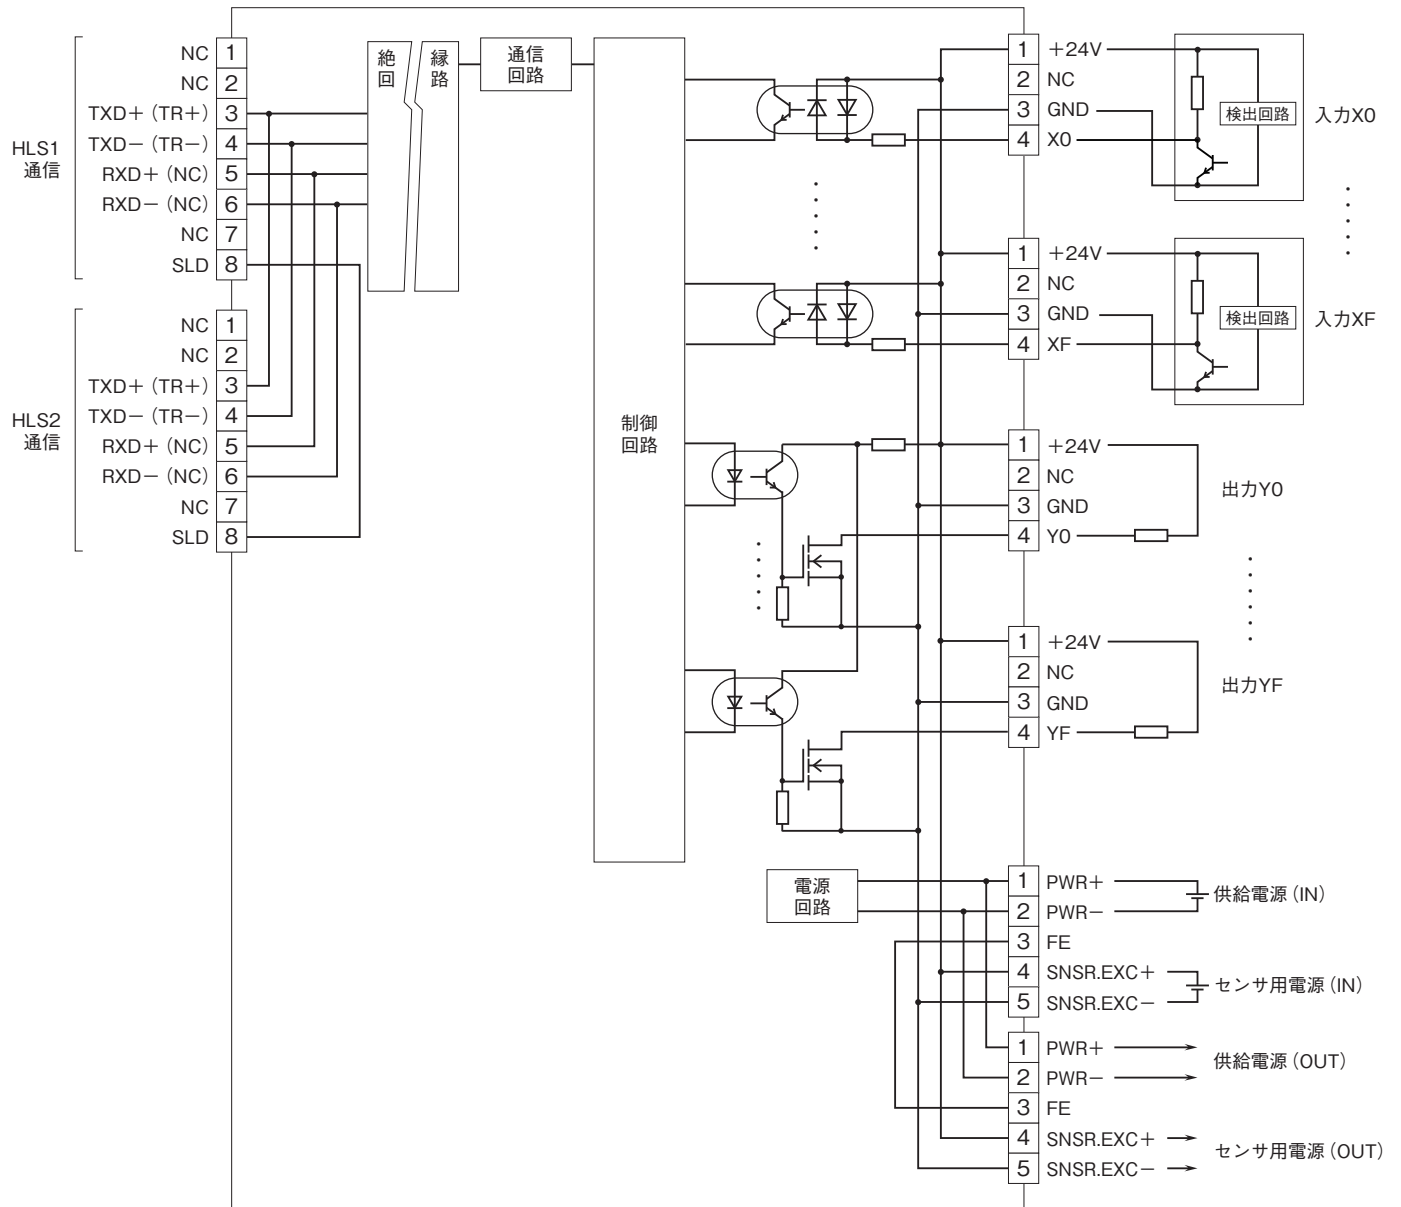 HLS1
通信
NC 1
NC 2
TXD＋（TR＋） 3
TXD－（TR－） 4
RXD＋（NC） 5
RXD－（NC） 6
NC 7
SLD 8
HLS2
通信
NC 1
NC 2
TXD＋（TR＋） 3
TXD－（TR－） 4
RXD＋（NC） 5
RXD－（NC） 6
NC 7
SLD 8
絶縁
回路
通信
回路
制御
回路
1 ＋24V
2 NC
3 GND
4 X0
検出回路
入力X0
1 ＋24V
2 NC
3 GND
4 XF
検出回路
入力XF
1 ＋24V
2 NC
3 GND
4 Y0
出力Y0
1 ＋24V
2 NC
3 GND
4 YF
出力YF
電源
回路
1 PWR＋
2 PWR－
3 FE
4 SNSR.EXC＋
5 SNSR.EXC－
供給電源（IN）
センサ用電源（IN）
1 PWR＋
2 PWR－
3 FE
4 SNSR.EXC＋
5 SNSR.EXC－
供給電源（OUT）
センサ用電源（OUT）